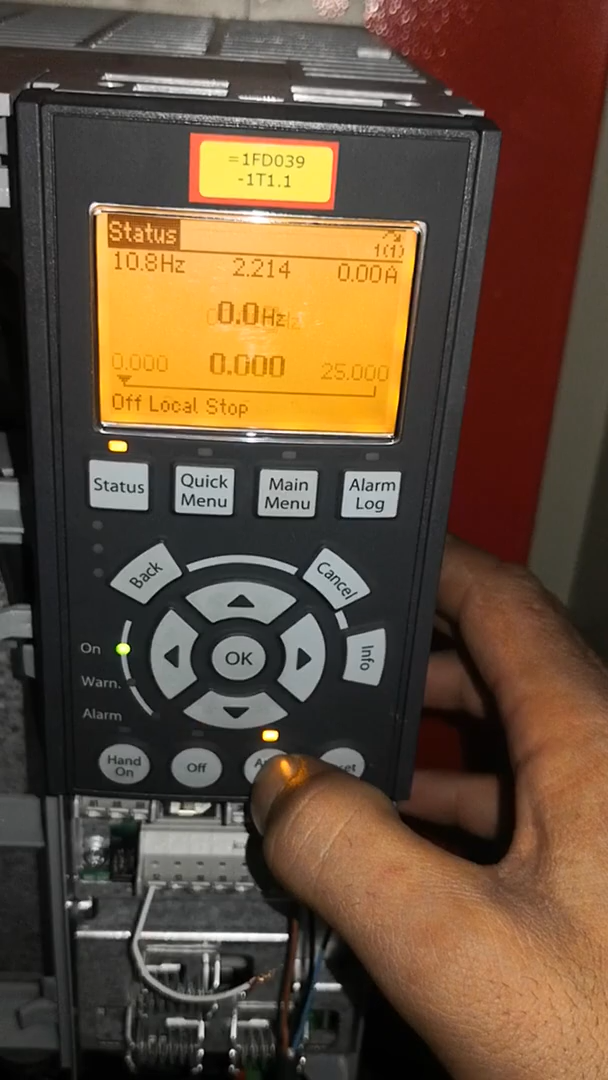 =1FD039
-1T1.1
Status
1(1)
10.8Hz 2.214 0.00A
0.0Hz
0.000 0.000 25.000
Off Local Stop
Status Quick Menu Main Menu Alarm Log
Back Cancel
Info
OK
On
Warn.
Alarm
Hand On Off